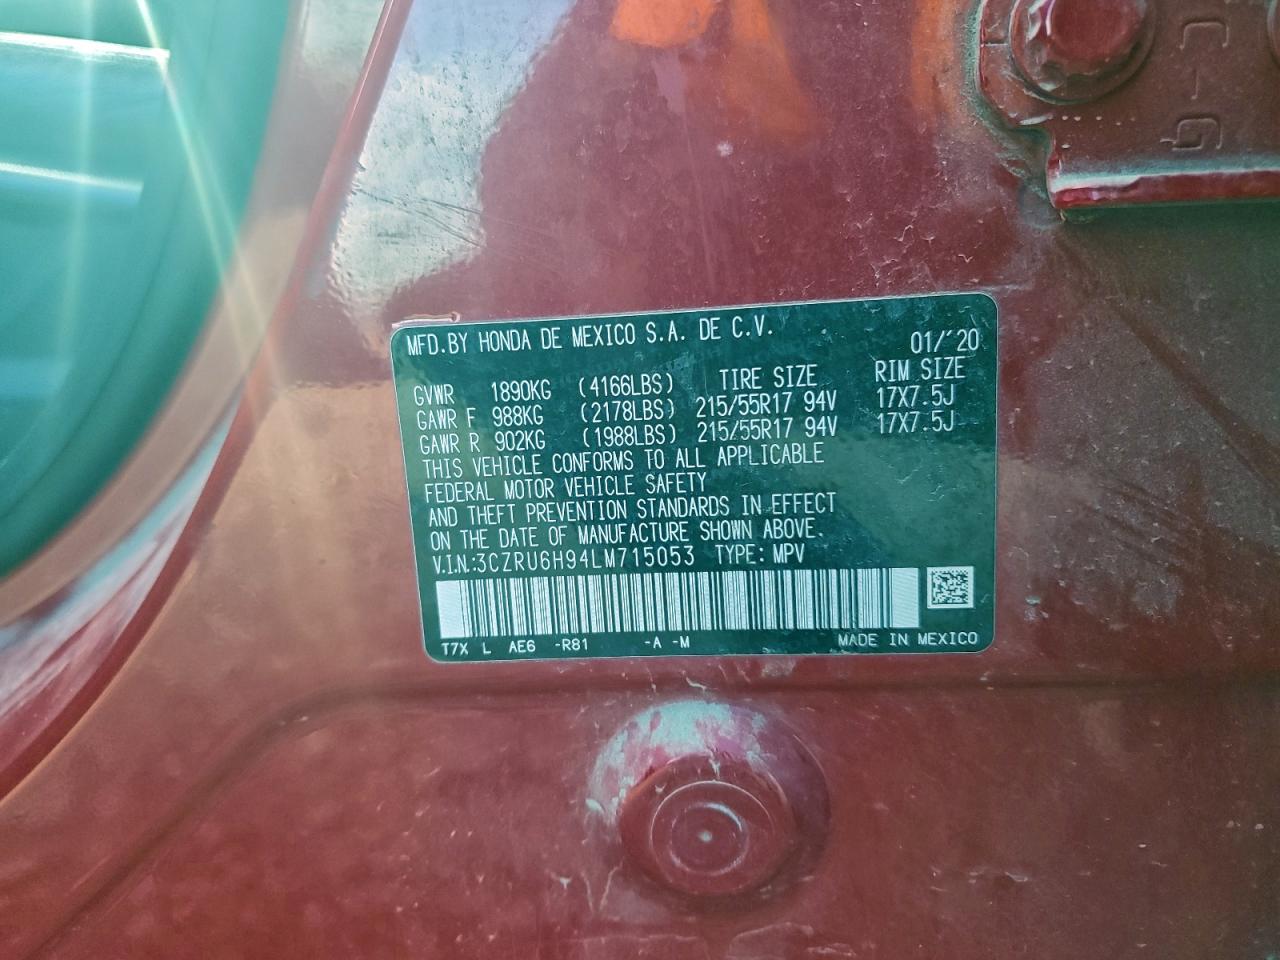 MFD.BY HONDA DE MEXICO S.A. DE C.V. 01/'20
GVWR 1890KG (4166LBS) TIRE SIZE RIM SIZE
GAWR F 988KG (2178LBS) 215/55R17 94V 17X7.5J
GAWR R 902KG (1988LBS) 215/55R17 94V 17X7.5J
THIS VEHICLE CONFORMS TO ALL APPLICABLE
FEDERAL MOTOR VEHICLE SAFETY
AND THEFT PREVENTION STANDARDS IN EFFECT
ON THE DATE OF MANUFACTURE SHOWN ABOVE.
V.I.N.:3CZRU6H94LM715053 TYPE: MPV
T7X L AE6 -R81 -A -M MADE IN MEXICO